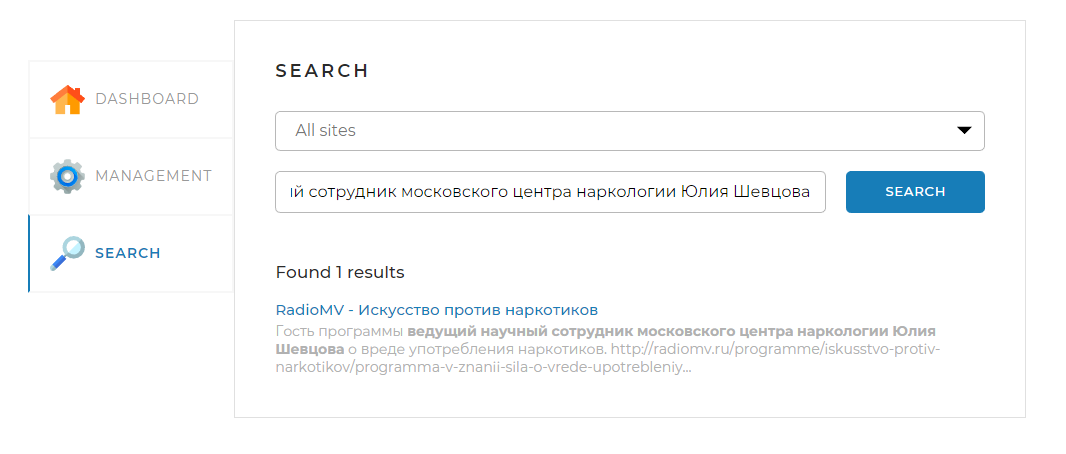 SEARCH
DASHBOARD
All sites
MANAGEMENT
сотрудник московского центра наркологии Юлия Шевцова
SEARCH
SEARCH
Found 1 results
RadioMV - Искусство против наркотиков
Гость программы ведущий научный сотрудник московского центра наркологии Юлия
Шевцова о вреде употребления наркотиков. http://radiomv.ru/programme/iskusstvo-protiv-
narkotikov/programma-v-znanii-sila-o-vrede-upotrebleniy...